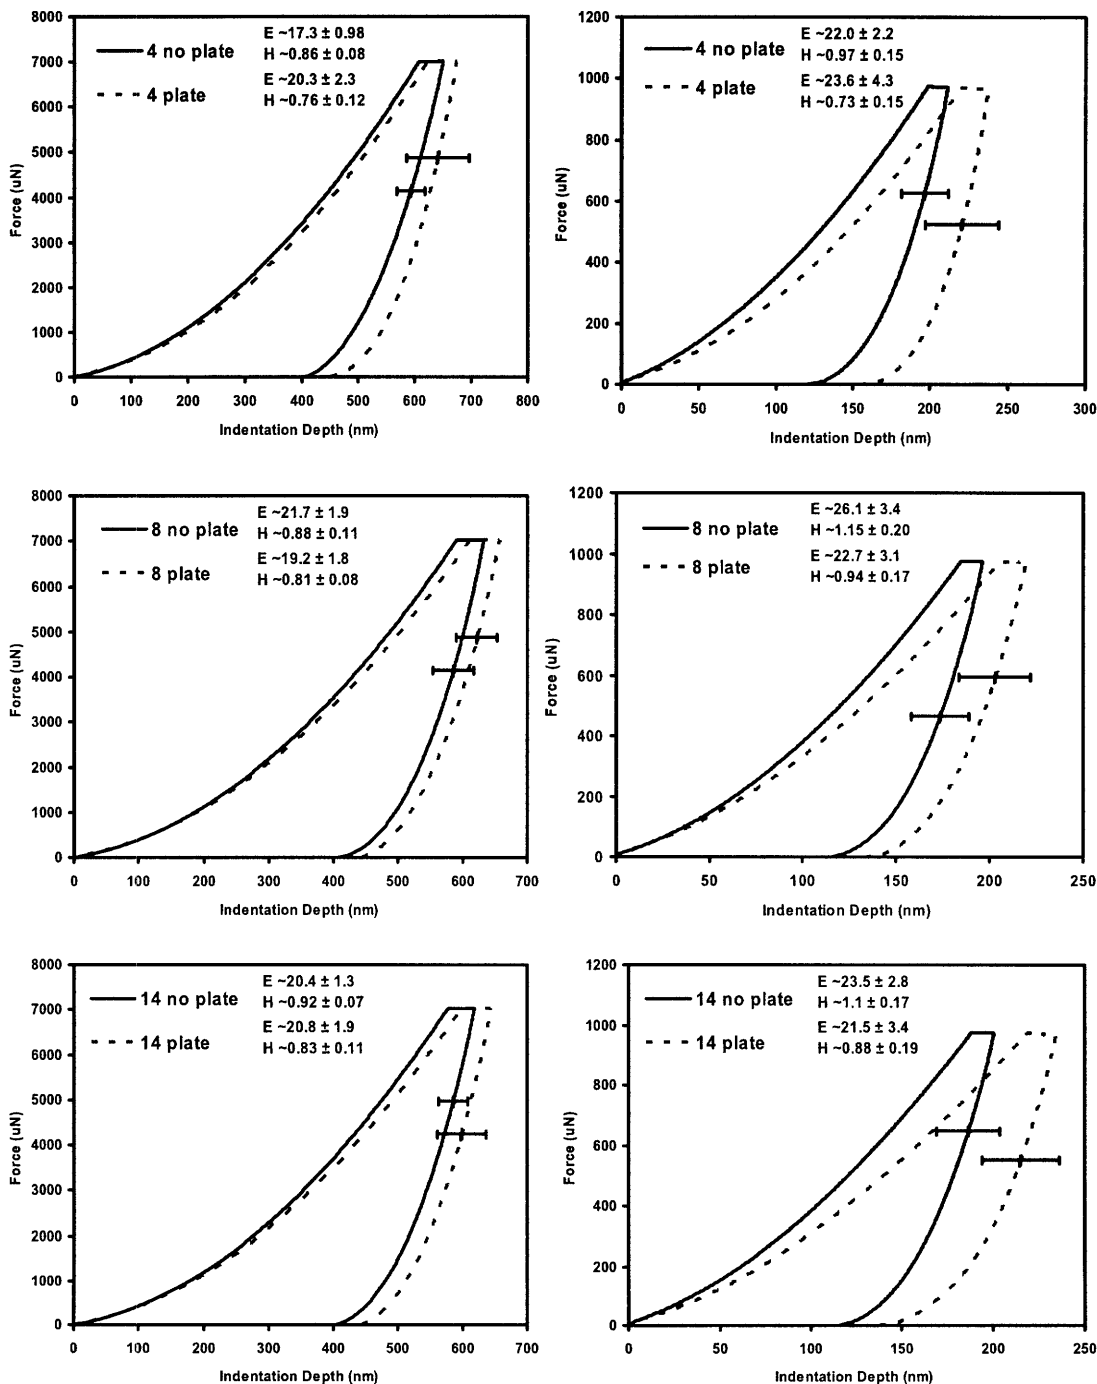 8000
7000
6000
5000
4000
3000
2000
1000
0
Force (uN)
4 no plate
4 plate
E ~17.3 ± 0.98
H ~0.86 ± 0.08
E ~20.3 ± 2.3
H ~0.76 ± 0.12
0 100 200 300 400 500 600 700 800
Indentation Depth (nm)
1200
1000
800
600
400
200
0
Force (uN)
4 no plate
4 plate
E ~22.0 ± 2.2
H ~0.97 ± 0.15
E ~23.6 ± 4.3
H ~0.73 ± 0.15
0 50 100 150 200 250 300
Indentation Depth (nm)
8000
7000
6000
5000
4000
3000
2000
1000
0
Force (uN)
8 no plate
8 plate
E ~21.7 ± 1.9
H ~0.88 ± 0.11
E ~19.2 ± 1.8
H ~0.81 ± 0.08
0 100 200 300 400 500 600 700
Indentation Depth (nm)
1200
1000
800
600
400
200
0
Force (uN)
8 no plate
8 plate
E ~26.1 ± 3.4
H ~1.15 ± 0.20
E ~22.7 ± 3.1
H ~0.94 ± 0.17
0 50 100 150 200 250
Indentation Depth (nm)
8000
7000
6000
5000
4000
3000
2000
1000
0
Force (uN)
14 no plate
14 plate
E ~20.4 ± 1.3
H ~0.92 ± 0.07
E ~20.8 ± 1.9
H ~0.83 ± 0.11
0 100 200 300 400 500 600 700
Indentation Depth (nm)
1200
1000
800
600
400
200
0
Force (uN)
14 no plate
14 plate
E ~23.5 ± 2.8
H ~1.1 ± 0.17
E ~21.5 ± 3.4
H ~0.88 ± 0.19
0 50 100 150 200 250
Indentation Depth (nm)